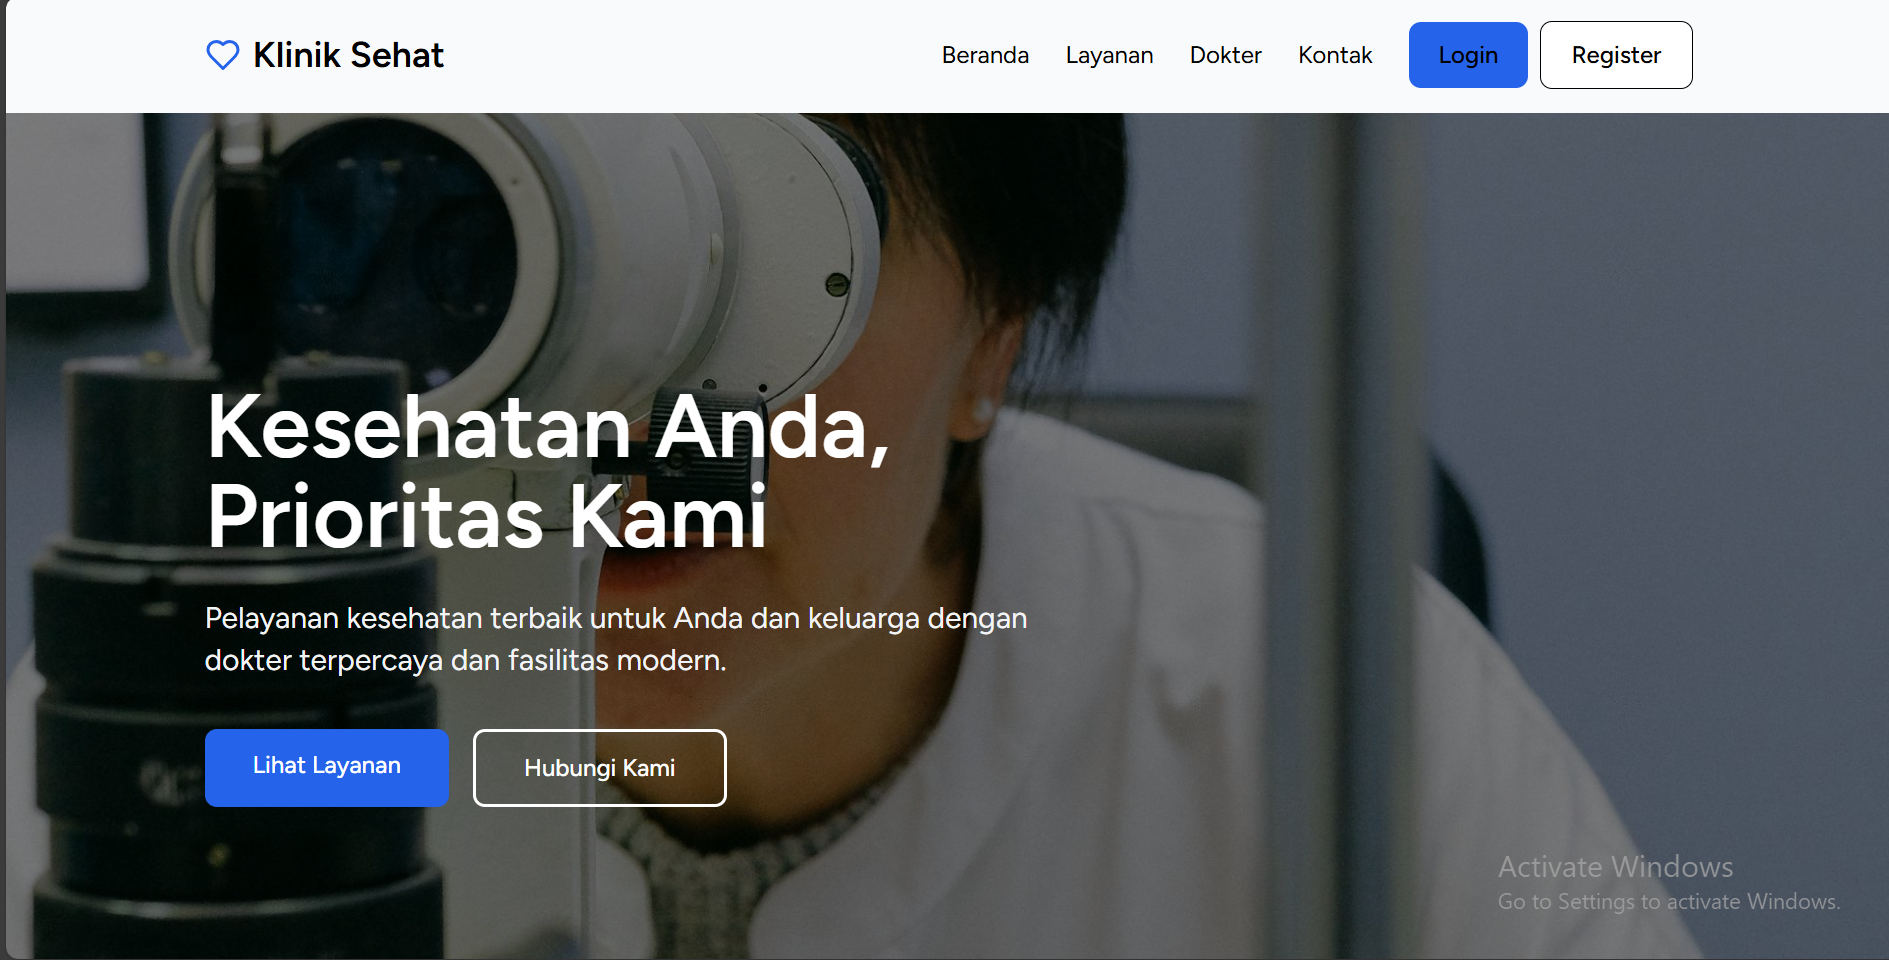 Klinik Sehat
Beranda
Layanan
Dokter
Kontak
Login
Register
Kesehatan Anda,
Prioritas Kami
Pelayanan kesehatan terbaik untuk Anda dan keluarga dengan
dokter terpercaya dan fasilitas modern.
Lihat Layanan
Hubungi Kami
Activate Windows
Go to Settings to activate Windows.